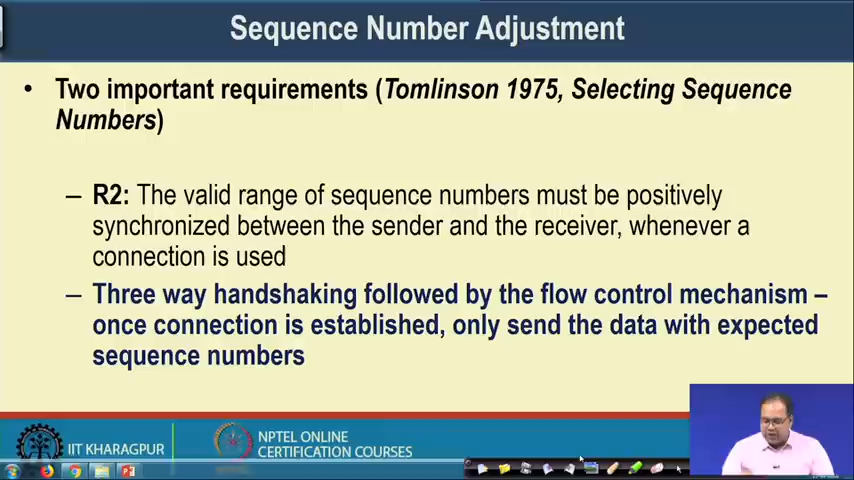 Sequence Number Adjustment
• Two important requirements (Tomlinson 1975, Selecting Sequence
Numbers)
– R2: The valid range of sequence numbers must be positively
synchronized between the sender and the receiver, whenever a
connection is used
– Three way handshaking followed by the flow control mechanism –
once connection is established, only send the data with expected
sequence numbers
IIT KHARAGPUR
NPTEL ONLINE
CERTIFICATION COURSES